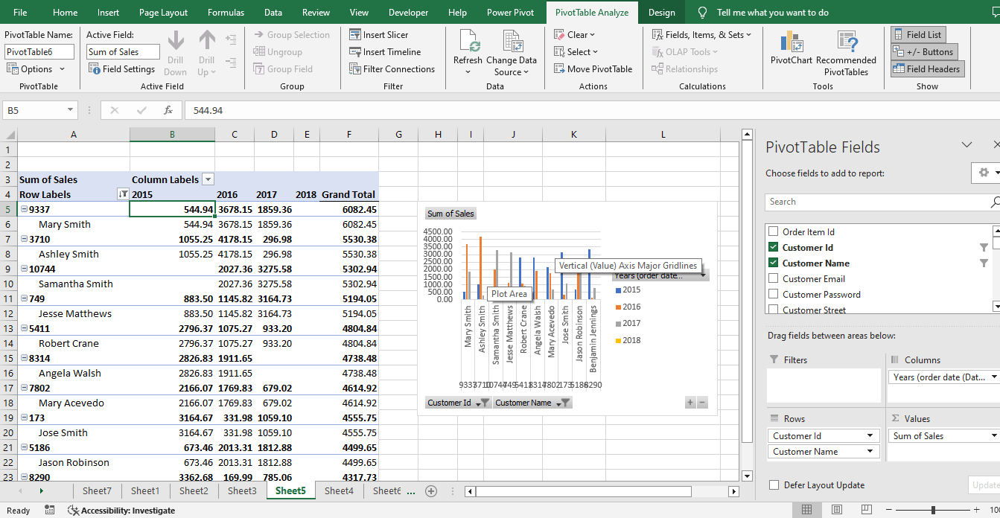 File Home Insert Page Layout Formulas Data Review View Developer Help Power Pivot PivotTable Analyze Design Tell me what you want to do
PivotTable Name:
PivotTable6
Options
PivotTable
Active Field:
Sum of Sales
Field Settings
Drill
Down
Drill
Up
Active Field
Group Selection
Ungroup
Group Field
Group
Insert Slicer
Insert Timeline
Filter Connections
Filter
Refresh
Change Data
Source
Data
Clear
Select
Move PivotTable
Actions
Fields, Items, & Sets
OLAP Tools
Relationships
Calculations
PivotChart
Recommended
PivotTables
Tools
Field List
+/- Buttons
Field Headers
Show
B5 fx 544.94
A B C D E F G H I J K L
1
2
3 Sum of Sales Column Labels
4 Row Labels 2015 2016 2017 2018 Grand Total
5 9337 544.94 3678.15 1859.36 6082.45
6 Mary Smith 544.94 3678.15 1859.36 6082.45
7 3710 1055.25 4178.15 296.98 5530.38
8 Ashley Smith 1055.25 4178.15 296.98 5530.38
9 10744 2027.36 3275.58 5302.94
10 Samantha Smith 2027.36 3275.58 5302.94
11 749 883.50 1145.82 3164.73 5194.05
12 Jesse Matthews 883.50 1145.82 3164.73 5194.05
13 5411 2796.37 1075.27 933.20 4804.84
14 Robert Crane 2796.37 1075.27 933.20 4804.84
15 8314 2826.83 1911.65 4738.48
16 Angela Walsh 2826.83 1911.65 4738.48
17 7802 2166.07 1769.83 679.02 4614.92
18 Mary Acevedo 2166.07 1769.83 679.02 4614.92
19 173 3164.67 331.98 1059.10 4555.75
20 Jose Smith 3164.67 331.98 1059.10 4555.75
21 5186 673.46 2013.31 1812.88 4499.65
22 Jason Robinson 673.46 2013.31 1812.88 4499.65
23 8290 3362.68 169.99 785.06 4317.73
Sum of Sales
4500.00
4000.00
3500.00
3000.00
2500.00
2000.00
1500.00
1000.00
500.00
0.00
Vertical (Value) Axis Major Gridlines
Plot Area
Years (order date...
2015
2016
2017
2018
Mary Smith
Ashley Smith
Samantha Smith
Jesse Matthews
Robert Crane
Angela Walsh
Mary Acevedo
Jose Smith
Jason Robinson
Benjamin Jennings
9337 3710 10744 749 5411 8314 7802 173 5186 8290
Customer Id Customer Name + −
PivotTable Fields
Choose fields to add to report:
Search
Order Item Id
Customer Id
Customer Name
Customer Email
Customer Password
Customer Street
Drag fields between areas below:
Filters
Columns
Years (order date (Dat...
Rows
Customer Id
Customer Name
Σ Values
Sum of Sales
Defer Layout Update
Update
Sheet7 Sheet1 Sheet2 Sheet3 Sheet5 Sheet4 Sheet6 ...
Ready Accessibility: Investigate − + 100